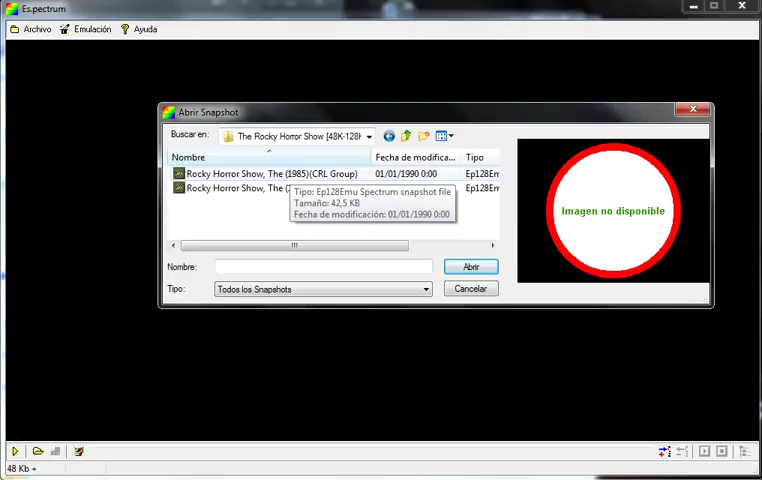 Es.pectrum
Archivo Emulación Ayuda
Abrir Snapshot
Buscar en: The Rocky Horror Show [48K-128K
Nombre Fecha de modifica... Tipo
Rocky Horror Show, The (1985)(CRL Group) 01/01/1990 0:00 Ep128Em
Rocky Horror Show, The Ep128Em
Tipo: Ep128Emu Spectrum snapshot file
Tamaño: 42,5 KB
Fecha de modificación: 01/01/1990 0:00
Imagen no disponible
Nombre: Abrir
Tipo: Todos los Snapshots Cancelar
48 Kb +